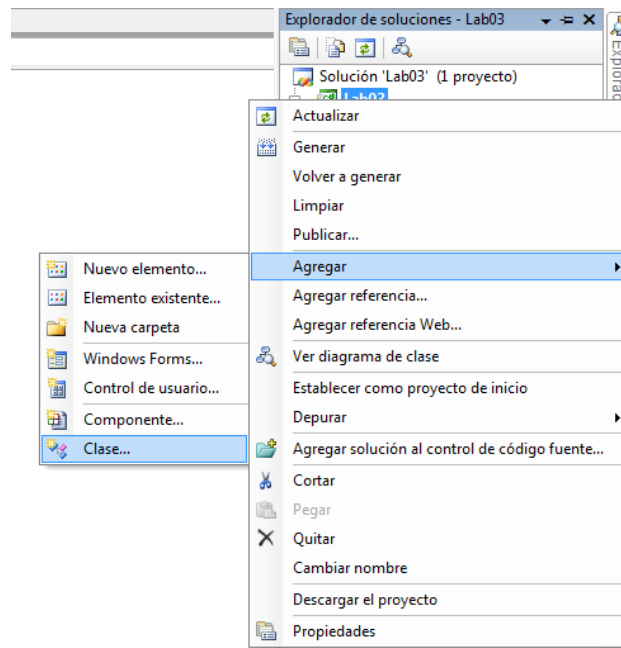 Explorador de soluciones - Lab03
Explorad
Solución 'Lab03' (1 proyecto)
Lab03
Actualizar
Generar
Volver a generar
Limpiar
Publicar...
Agregar
Agregar referencia...
Agregar referencia Web...
Ver diagrama de clase
Establecer como proyecto de inicio
Depurar
Agregar solución al control de código fuente...
Cortar
Pegar
Quitar
Cambiar nombre
Descargar el proyecto
Propiedades
Nuevo elemento...
Elemento existente...
Nueva carpeta
Windows Forms...
Control de usuario...
Componente...
Clase...